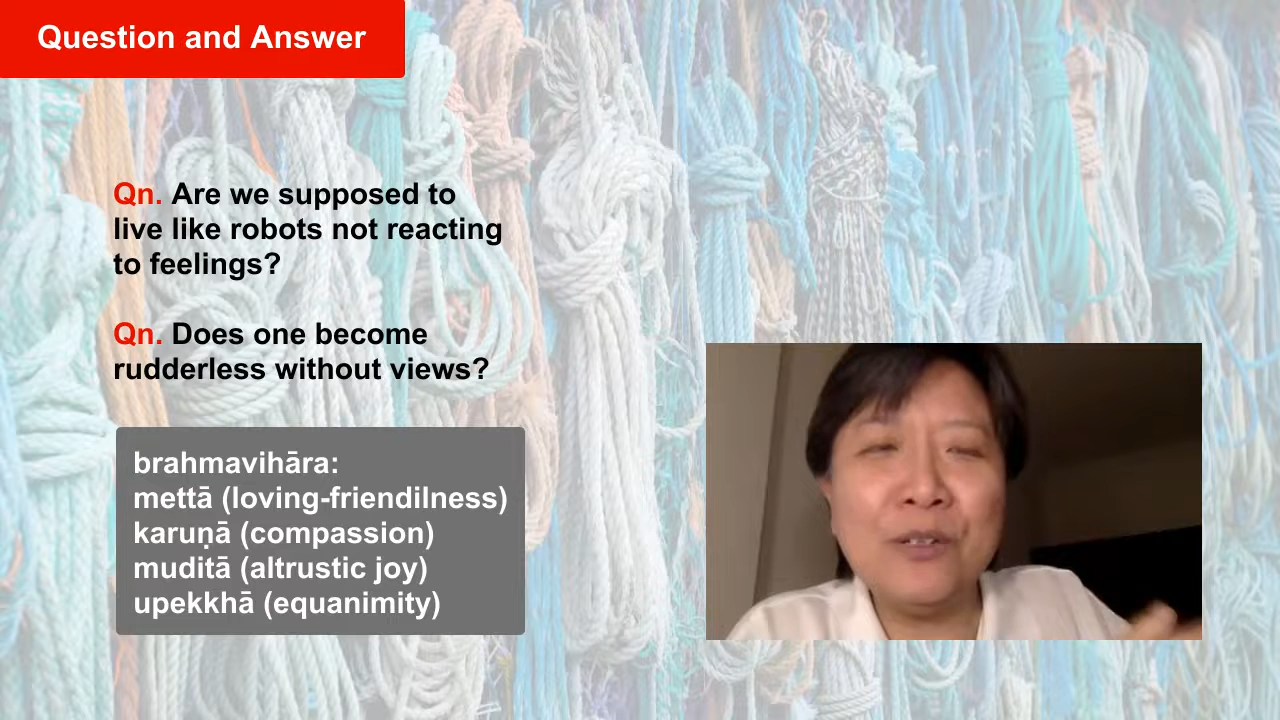 Question and Answer
Qn. Are we supposed to
live like robots not reacting
to feelings?
Qn. Does one become
rudderless without views?
brahmavihāra:
mettā (loving-friendilness)
karuṇā (compassion)
muditā (altrustic joy)
upekkhā (equanimity)